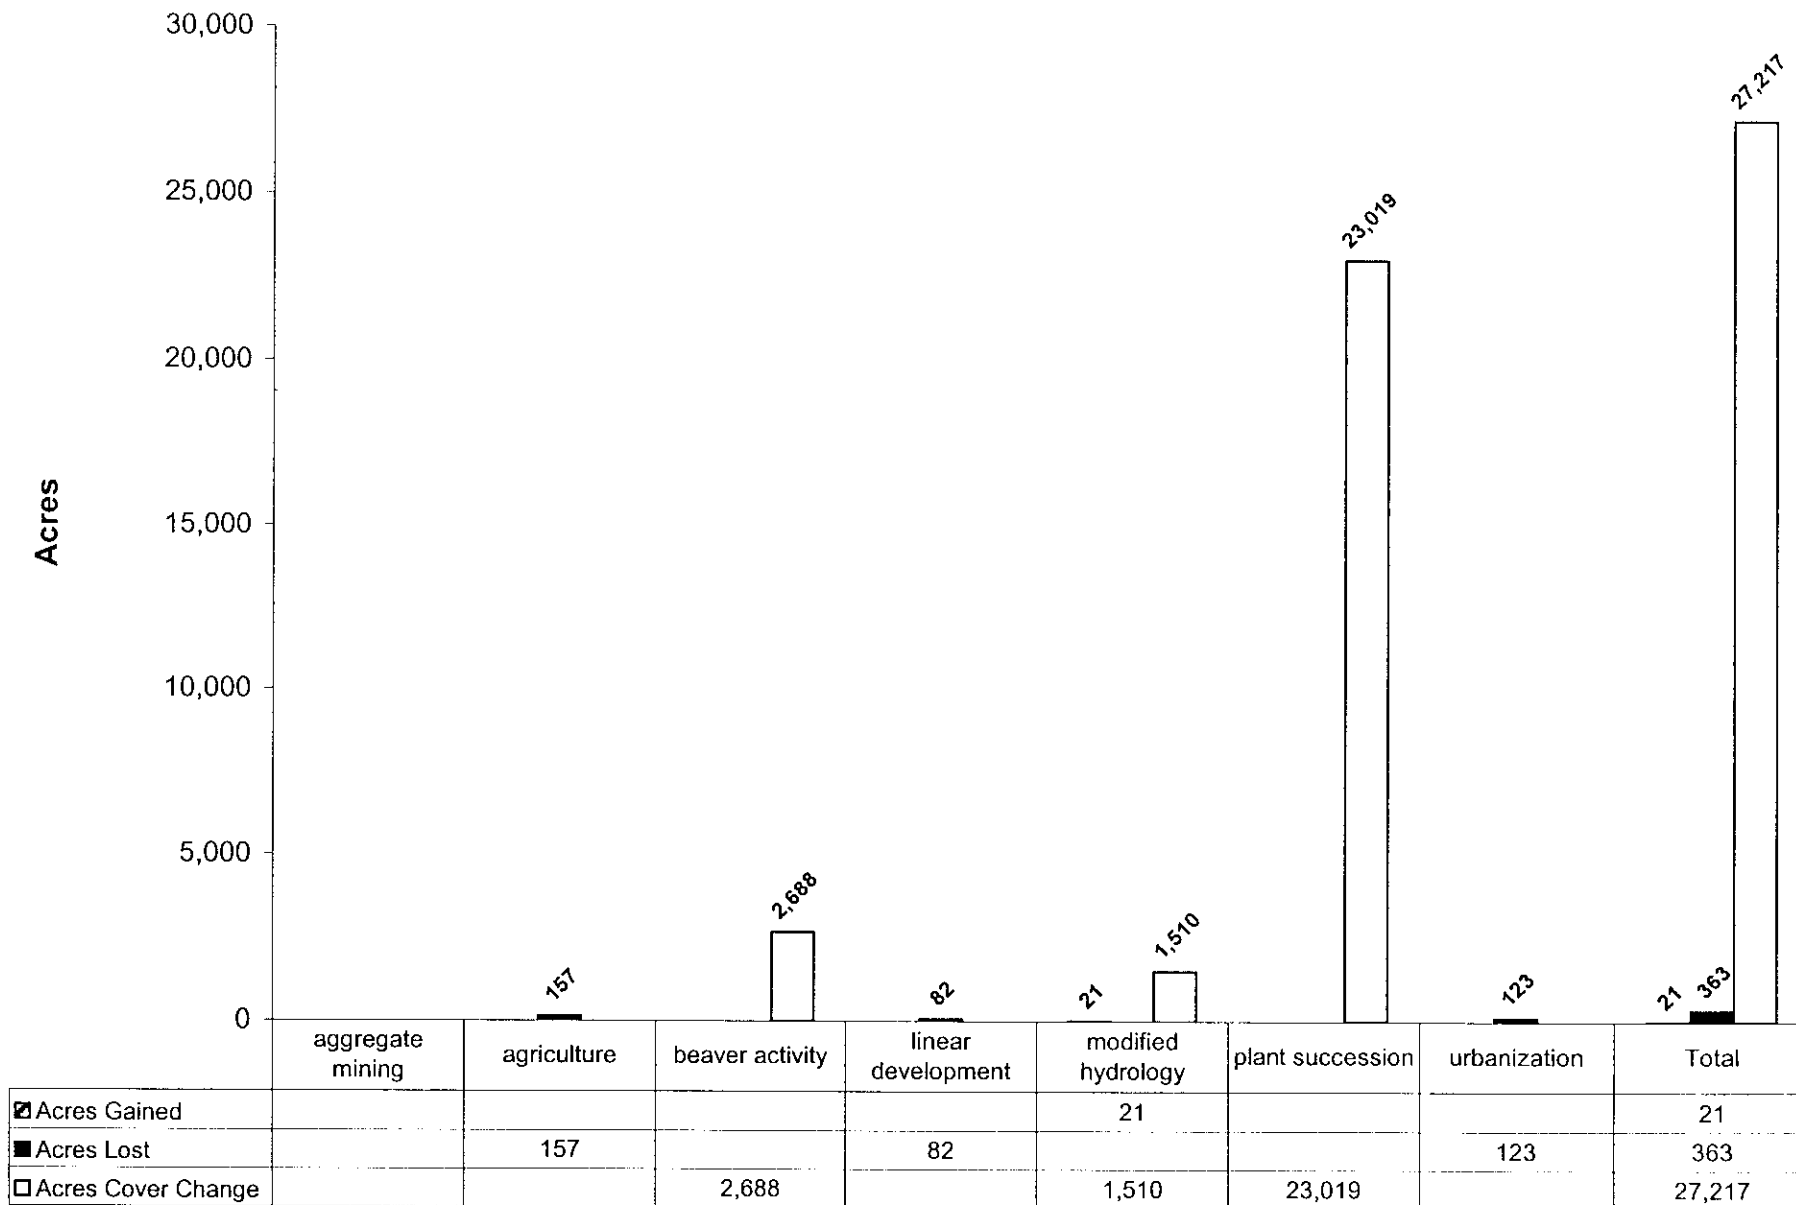 30,000
25,000
20,000
15,000
10,000
5,000
0
Acres
157
2,688
82
21
1,510
23,019
123
21
363
27,217
aggregate
mining
agriculture
beaver activity
linear
development
modified
hydrology
plant succession
urbanization
Total
Acres Gained 21 21
Acres Lost 157 82 123 363
Acres Cover Change 2,688 1,510 23,019 27,217